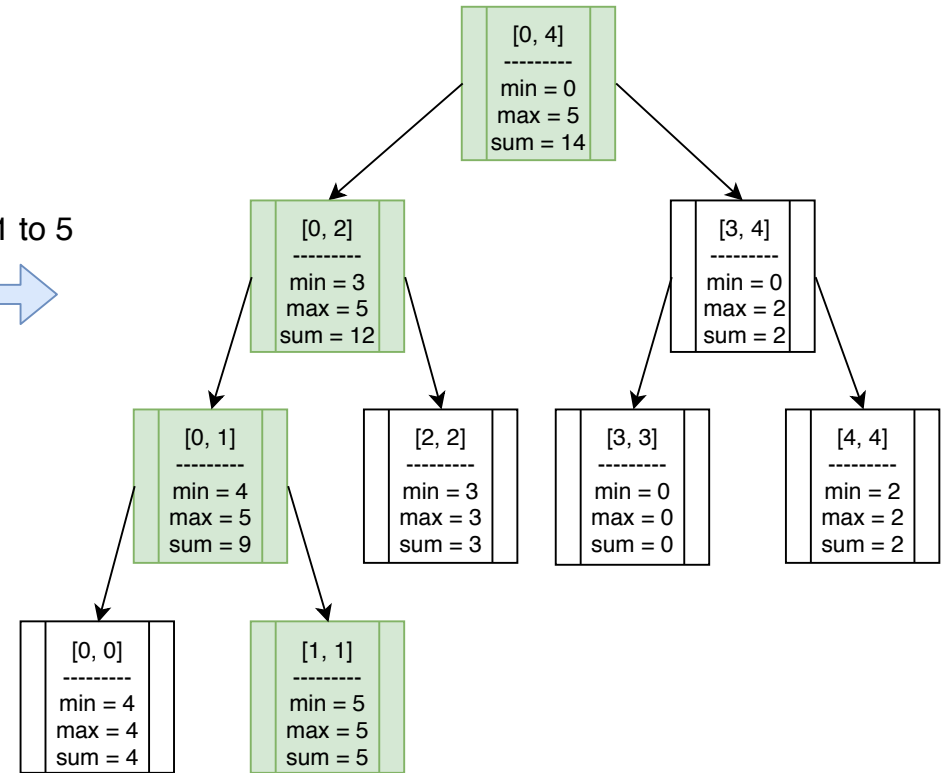 [0, 4]
---------
min = 0
max = 5
sum = 14
to 5
[0, 2]
---------
min = 3
max = 5
sum = 12
[3, 4]
---------
min = 0
max = 2
sum = 2
[0, 1]
---------
min = 4
max = 5
sum = 9
[2, 2]
---------
min = 3
max = 3
sum = 3
[3, 3]
---------
min = 0
max = 0
sum = 0
[4, 4]
---------
min = 2
max = 2
sum = 2
[0, 0]
---------
min = 4
max = 4
sum = 4
[1, 1]
---------
min = 5
max = 5
sum = 5